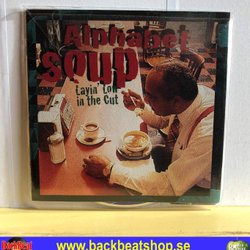 Alphabet
soup
Layin' Low
in the Cut
www.backbeatshop.se